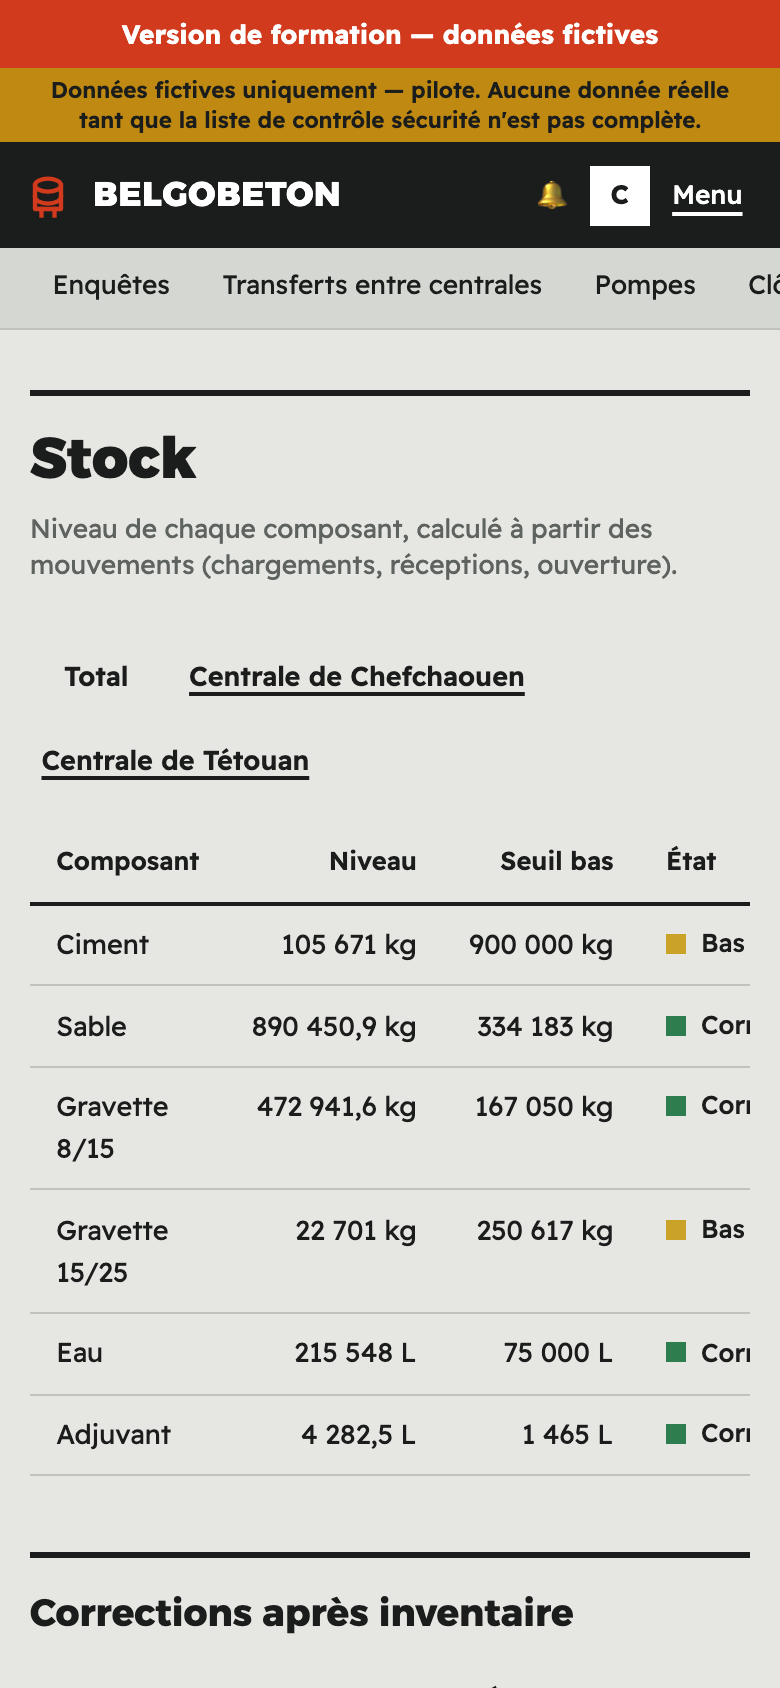 Version de formation — données fictives
Données fictives uniquement — pilote. Aucune donnée réelle
tant que la liste de contrôle sécurité n'est pas complète.
BELGOBETON C Menu
Enquêtes Transferts entre centrales Pompes
Stock
Niveau de chaque composant, calculé à partir des
mouvements (chargements, réceptions, ouverture).
Total Centrale de Chefchaouen
Centrale de Tétouan
Composant Niveau Seuil bas État
Ciment 105 671 kg 900 000 kg Bas
Sable 890 450,9 kg 334 183 kg
Gravette 472 941,6 kg 167 050 kg
8/15
Gravette 22 701 kg 250 617 kg Bas
15/25
Eau 215 548 L 75 000 L
Adjuvant 4 282,5 L 1 465 L
Corrections après inventaire